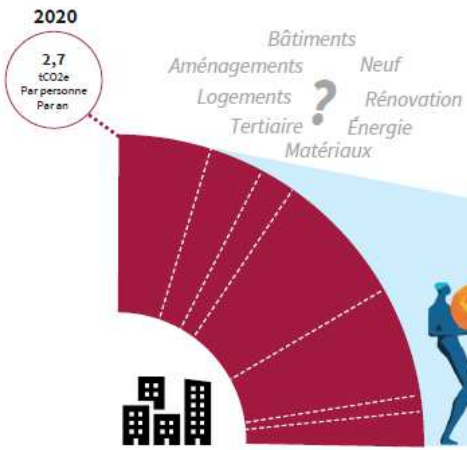 2020
2,7
tCO2e
Par personne
Par an
Bâtiments
Aménagements
Neuf
Logements
?
Rénovation
Tertiaire
Énergie
Matériaux